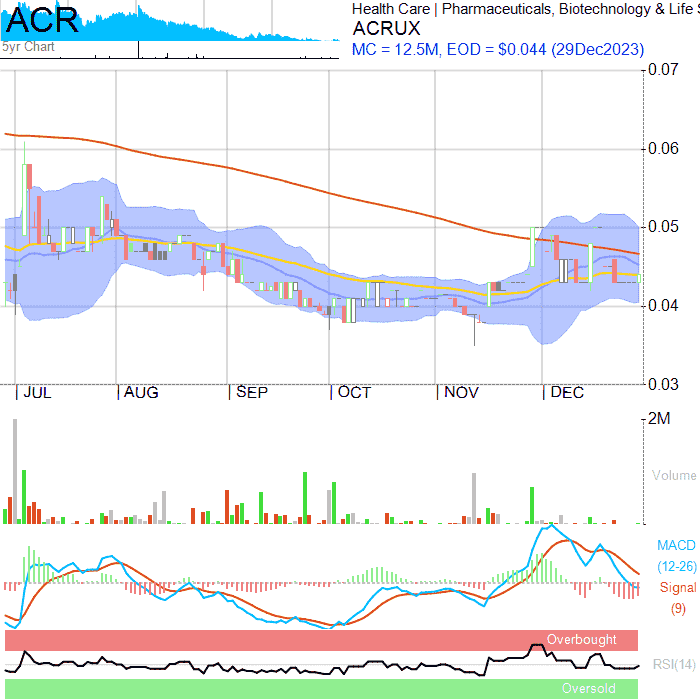 ACR
5yr Chart
Health Care | Pharmaceuticals, Biotechnology & Life S
ACRUX
MC = 12.5M, EOD = $0.044 (29Dec2023)
0.07
0.06
0.05
0.04
0.03
JUL AUG SEP OCT NOV DEC
2M
Volume
MACD
(12-26)
Signal
(9)
Overbought
RSI(14)
Oversold